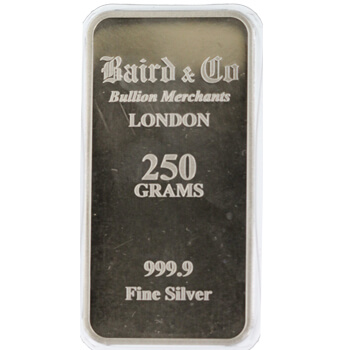 Baird & Co
Bullion Merchants
LONDON
250
GRAMS
999.9
Fine Silver